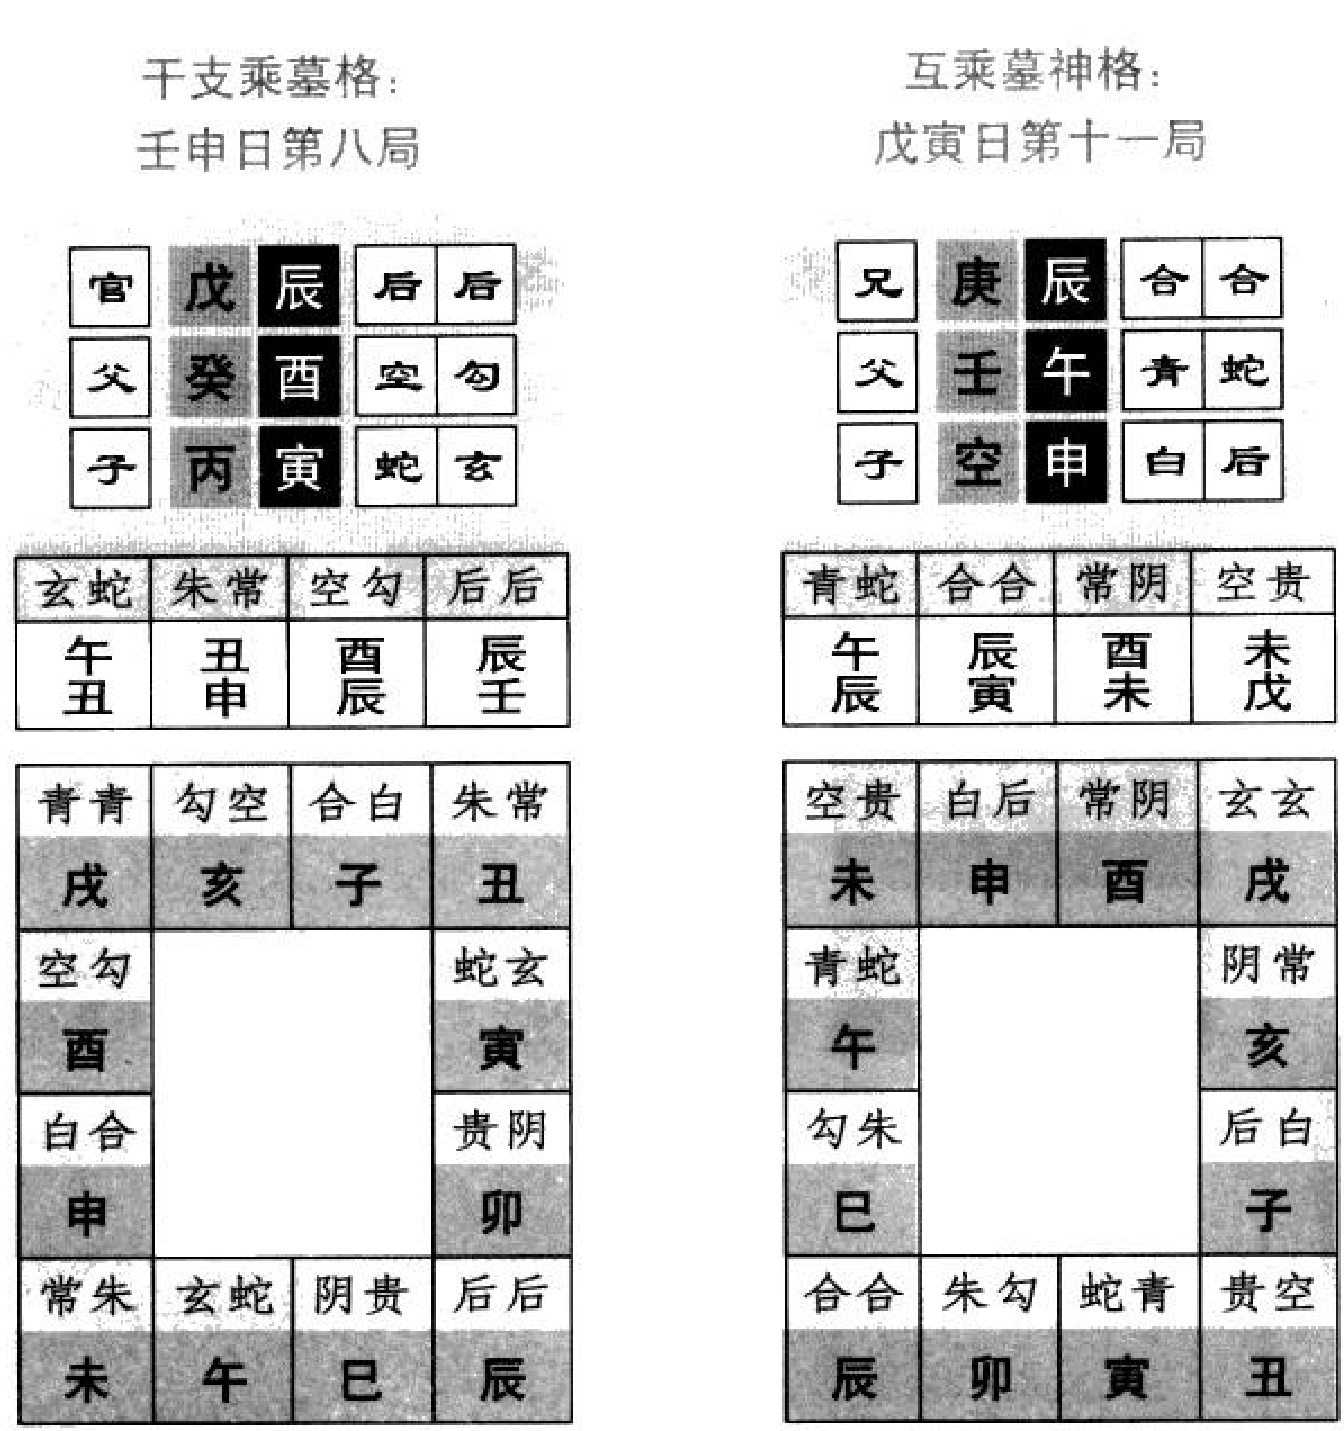 干支乘墓格：
壬申日第八局
官 戊 辰 后 后
父 癸 酉 空 勾
子 丙 寅 蛇 玄
玄蛇 朱常 空勾 后后
午 丑 酉 辰
丑 申 辰 壬
青青 勾空 合白 朱常
戌 亥 子 丑
空勾 蛇玄
酉 寅
白合 贵阴
申 卯
常朱 玄蛇 阴贵 后后
未 午 巳 辰
互乘墓神格：
戊寅日第十一局
兄 庚 辰 合 合
父 壬 午 青 蛇
子 空 申 白 后
青蛇 合合 常阴 空贵
午 辰 酉 未
辰 寅 未 戊
空贵 白后 常阴 玄玄
未 申 酉 戌
青蛇 阴常
午 亥
勾朱 后白
巳 子
合合 朱勾 蛇青 贵空
辰 卯 寅 丑